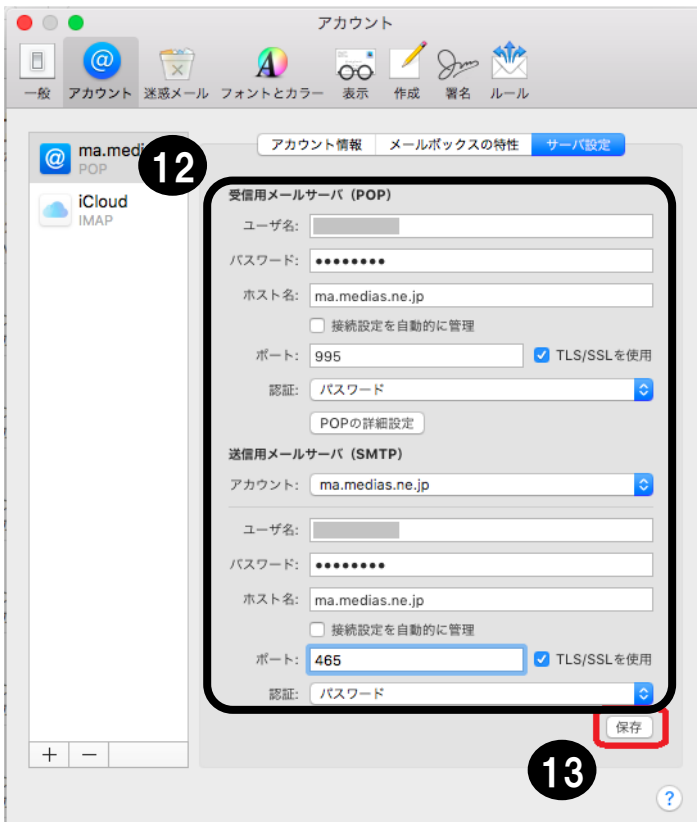 アカウント
一般 アカウント 迷惑メール フォントとカラー 表示 作成 署名 ルール
ma.medi
POP
iCloud
IMAP
12
アカウント情報 メールボックスの特性 サーバ設定
受信用メールサーバ（POP）
ユーザ名:
パスワード: ••••••••
ホスト名: ma.medias.ne.jp
接続設定を自動的に管理
ポート: 995 TLS/SSLを使用
認証: パスワード
POPの詳細設定
送信用メールサーバ（SMTP）
アカウント: ma.medias.ne.jp
ユーザ名:
パスワード: ••••••••
ホスト名: ma.medias.ne.jp
接続設定を自動的に管理
ポート: 465 TLS/SSLを使用
認証: パスワード
保存
13
?